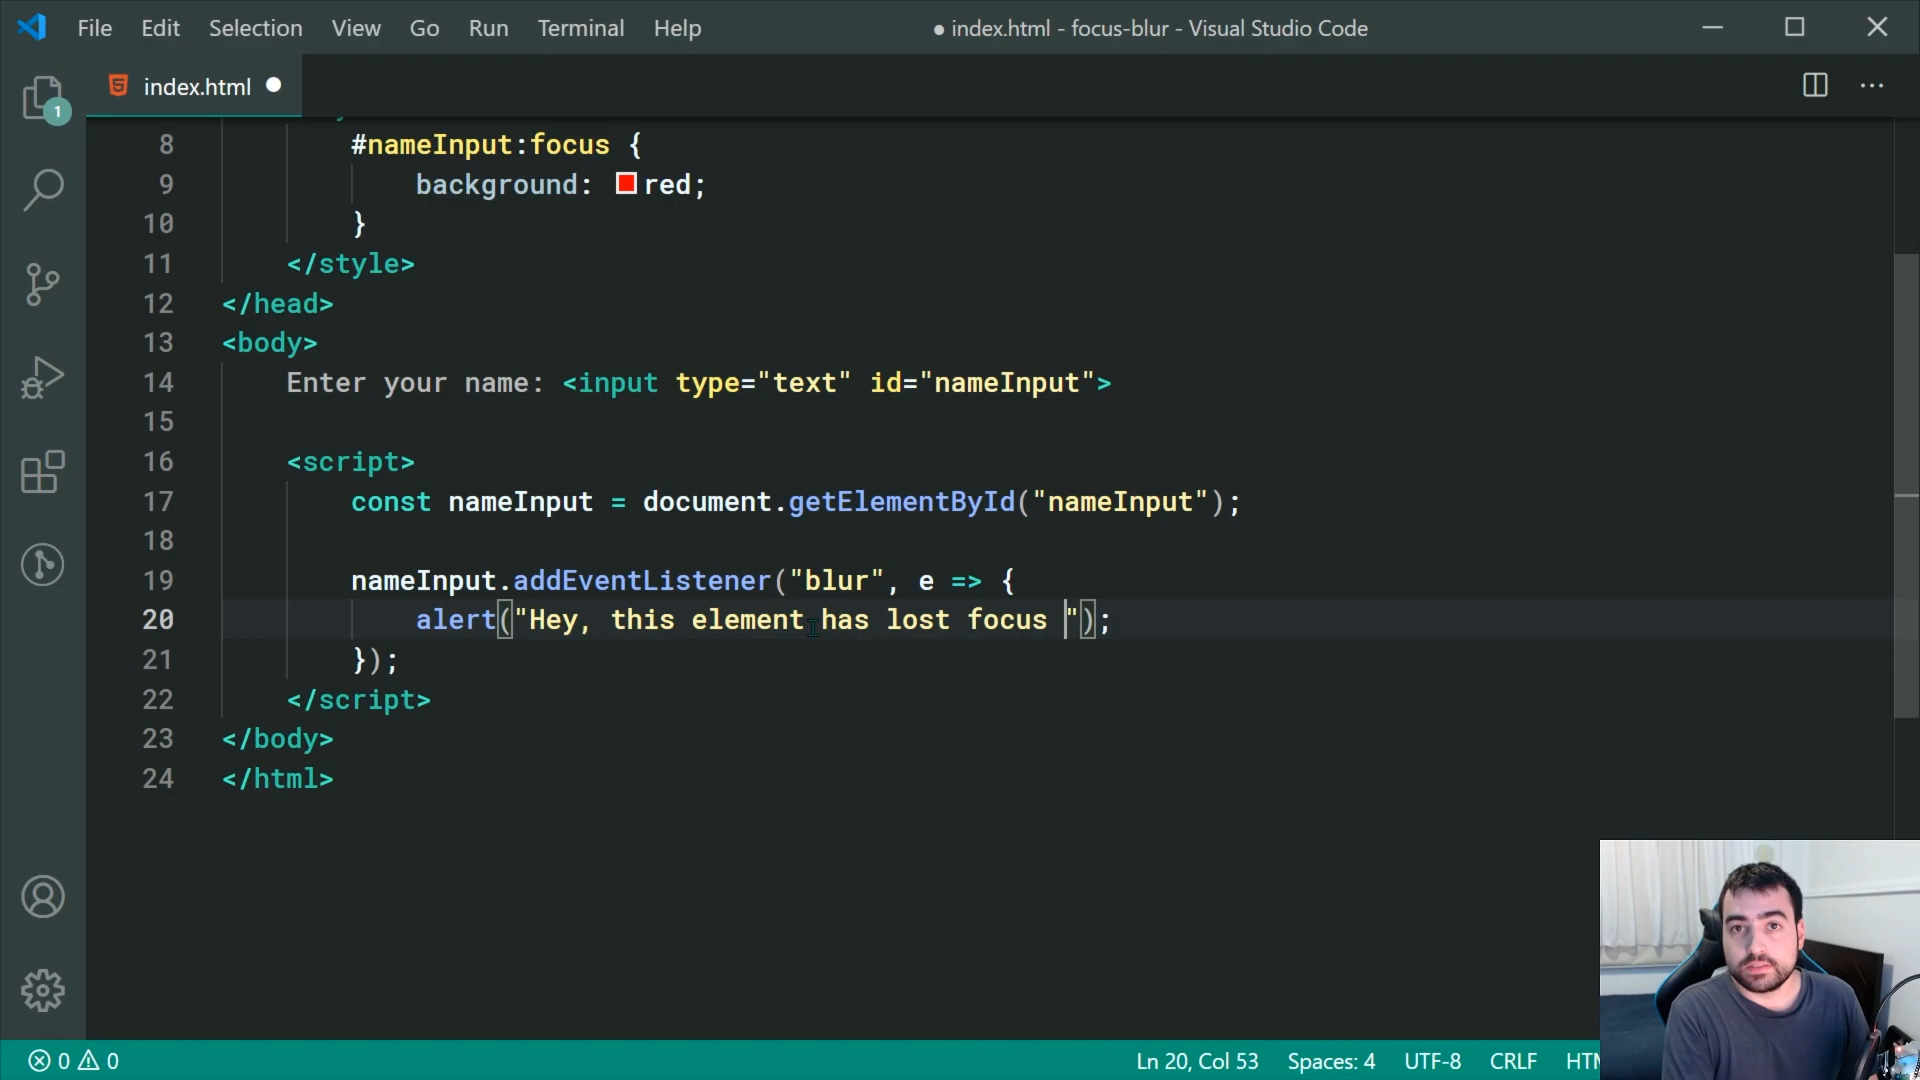 File Edit Selection View Go Run Terminal Help ● index.html - focus-blur - Visual Studio Code
1 index.html
8 #nameInput:focus {
9 background: red;
10 }
11 </style>
12 </head>
13 <body>
14 Enter your name: <input type="text" id="nameInput">
15
16 <script>
17 const nameInput = document.getElementById("nameInput");
18
19 nameInput.addEventListener("blur", e => {
20 alert("Hey, this element has lost focus ");
21 });
22 </script>
23 </body>
24 </html>
0 0 Ln 20, Col 53 Spaces: 4 UTF-8 CRLF